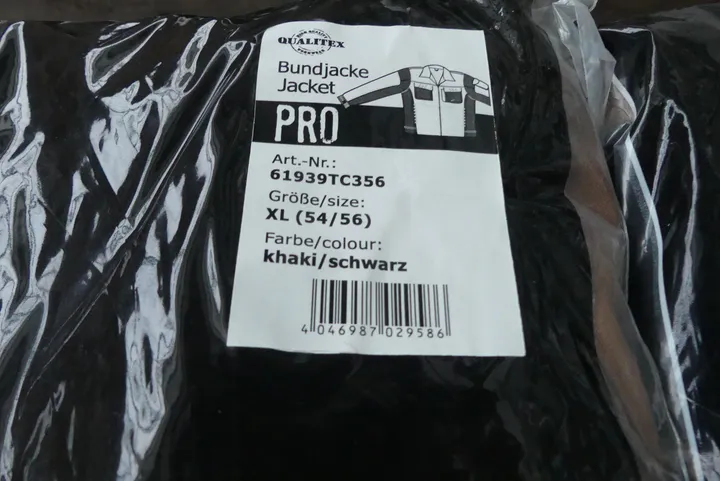 QUALITEX
Bundjacke
Jacket
PRO
Art.-Nr.:
61939TC356
Größe/size:
XL (54/56)
Farbe/colour:
khaki/schwarz
4 046987 029586